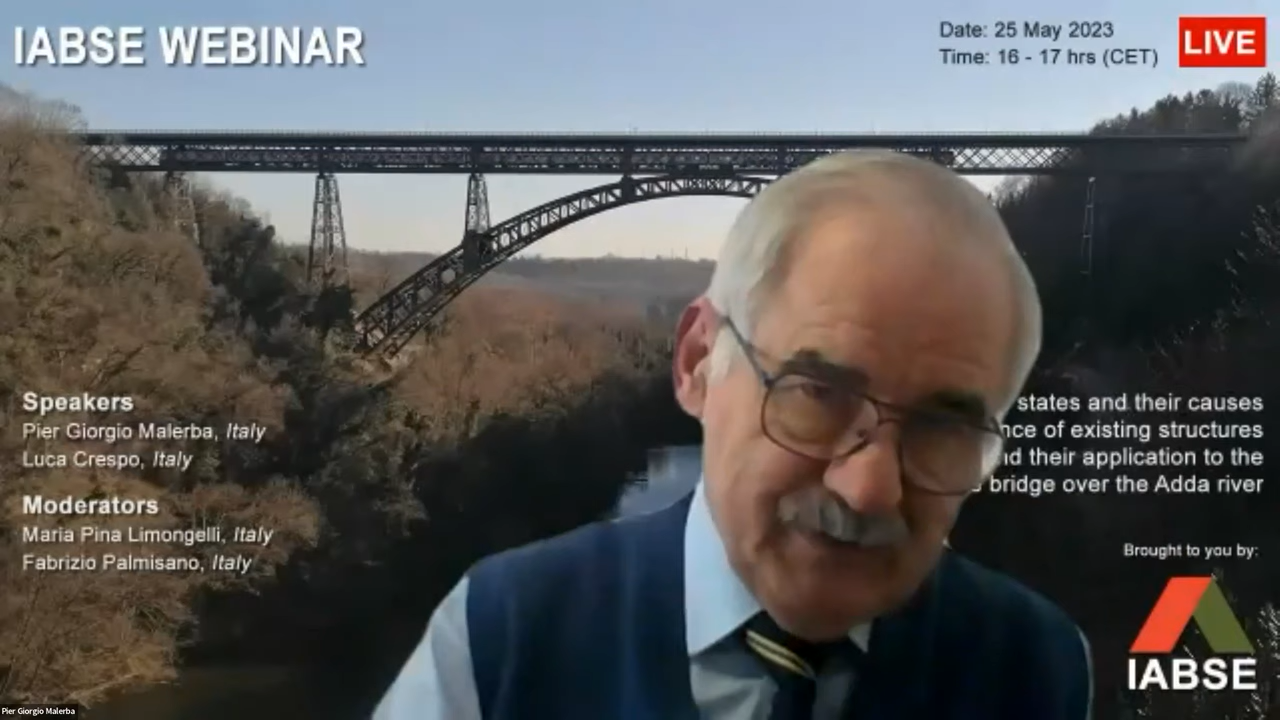 IABSE WEBINAR
Date: 25 May 2023
Time: 16 - 17 hrs (CET)
LIVE
Speakers
Pier Giorgio Malerba, Italy
Luca Crespo, Italy
Moderators
Maria Pina Limongelli, Italy
Fabrizio Palmisano, Italy
states and their causes
of existing structures
their application to the
bridge over the Adda river
Brought to you by:
IABSE
Pier Giorgio Malerba